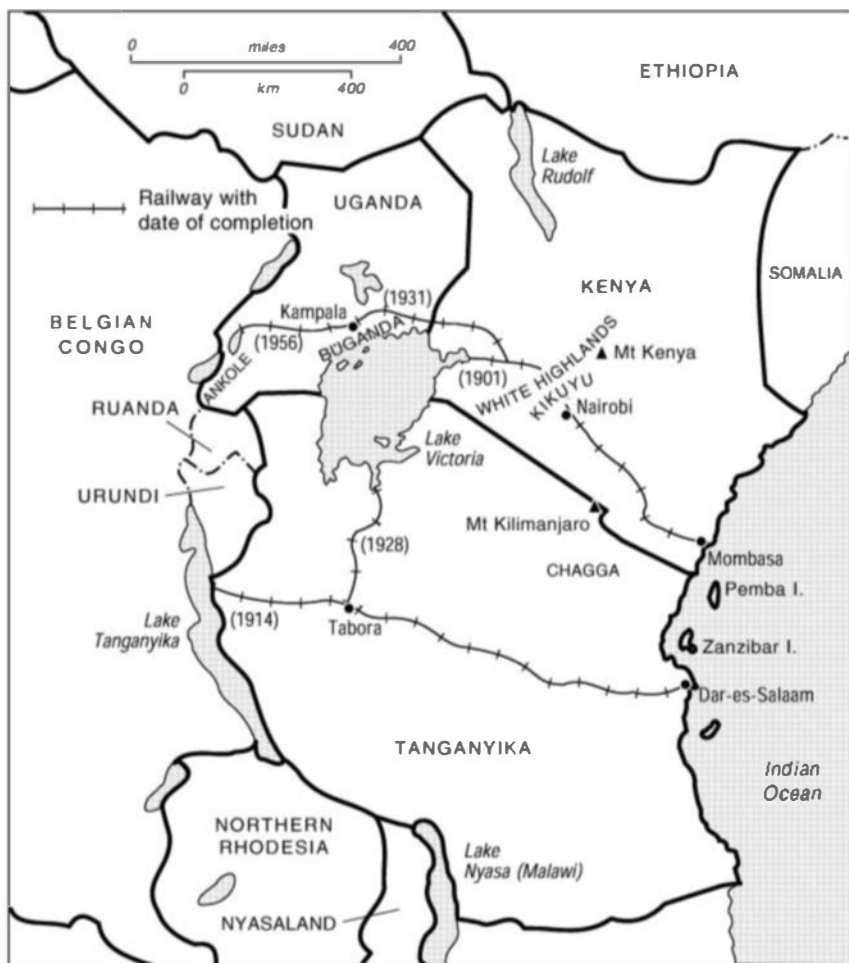 0 miles 400
0 km 400
ETHIOPIA
SUDAN
Lake
Rudolf
Railway with
date of completion
UGANDA
KENYA
SOMALIA
BELGIAN
CONGO
Kampala
(1931)
(1956)
BUGANDA
ANKOLE
(1901)
WHITE HIGHLANDS
KIKUYU
Mt Kenya
Nairobi
RUANDA
Lake
Victoria
URUNDI
Mt Kilimanjaro
(1928)
CHAGGA
Mombasa
Pemba I.
Lake
Tanganyika
(1914)
Tabora
Zanzibar I.
Dar-es-Salaam
TANGANYIKA
Indian
Ocean
NORTHERN
RHODESIA
Lake
Nyasa (Malawi)
NYASALAND